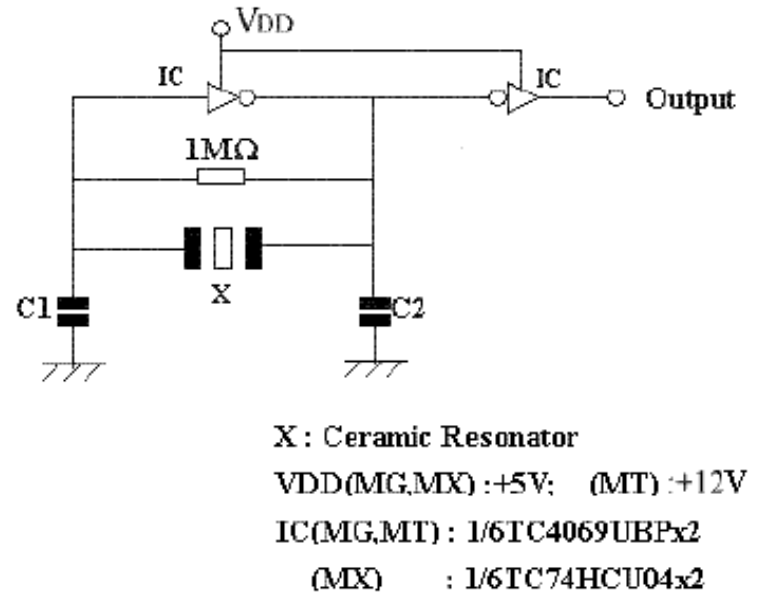 VDD
IC
IC
Output
1MΩ
X
C1
C2
X : Ceramic Resonator
VDD(MG,MX) :+5V; (MT) :+12V
IC(MG,MT) : 1/6TC4069UBPx2
(MX) : 1/6TC74HCU04x2